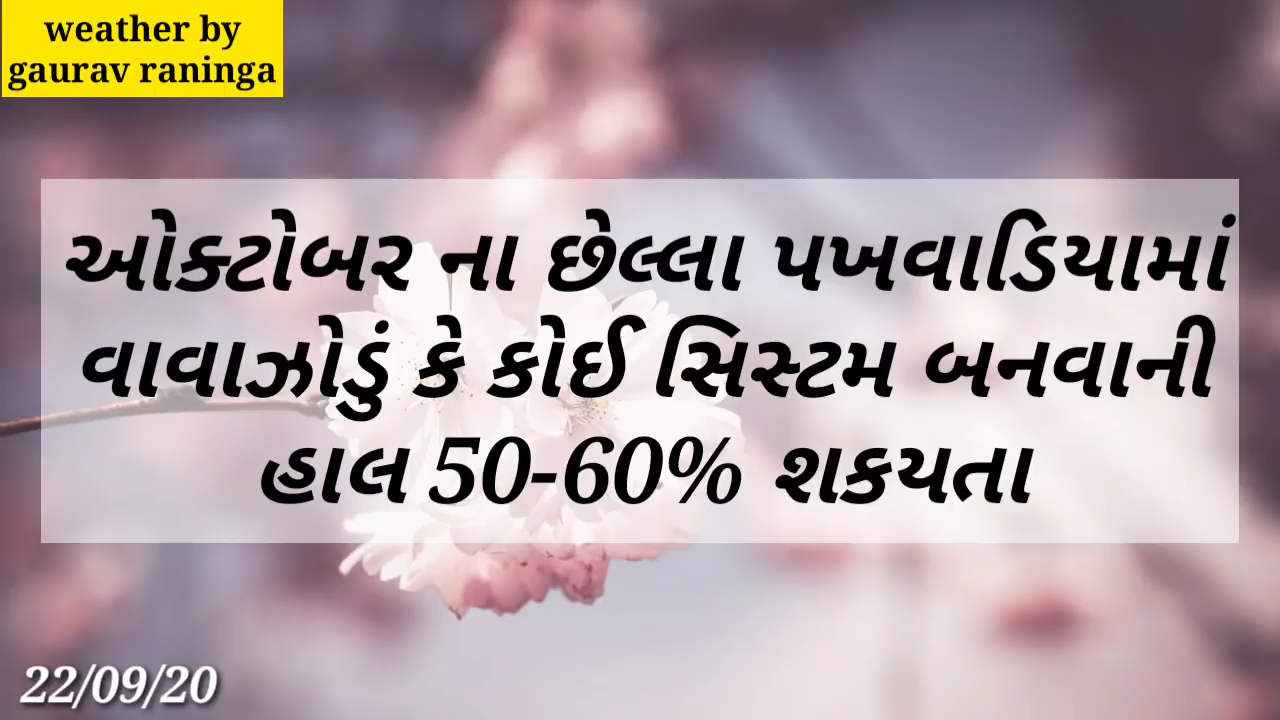 weather by
gaurav raninga
ઓક્ટોબર ના છેલ્લા પખવાડિયામાં
વાવાઝોડું કે કોઈ સિસ્ટમ બનવાની
હાલ 50-60% શકયતા
22/09/20